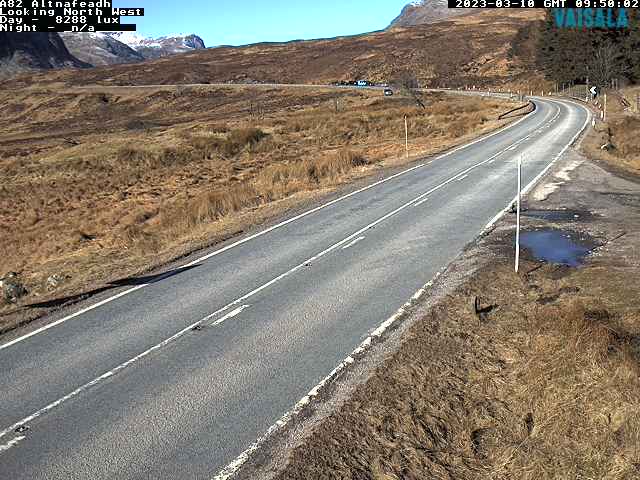 A82 Altnafeadh
Looking North West
Day - 8288 lux
Night - n/a
2023-03-10 GMT 09:50:02
VAISALA